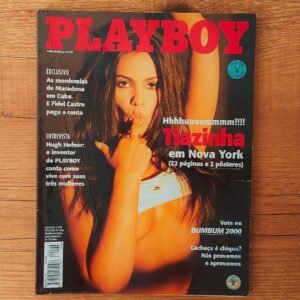 PLAYBOY
EXCLUSIVO
As mordomias
de Maradona
em Cuba.
E Fidel Castro
paga a conta
Hhhhuuuummmm!!!!
Tiazinha
em Nova York
(22 páginas e 2 pôsteres)
ENTREVISTA
Hugh Hefner:
o inventor
de PLAYBOY
conta como
vive com suas
três mulheres
Vote no
BUMBUM 2000
Cachaça é chique?
Nós provamos
e aprovamos